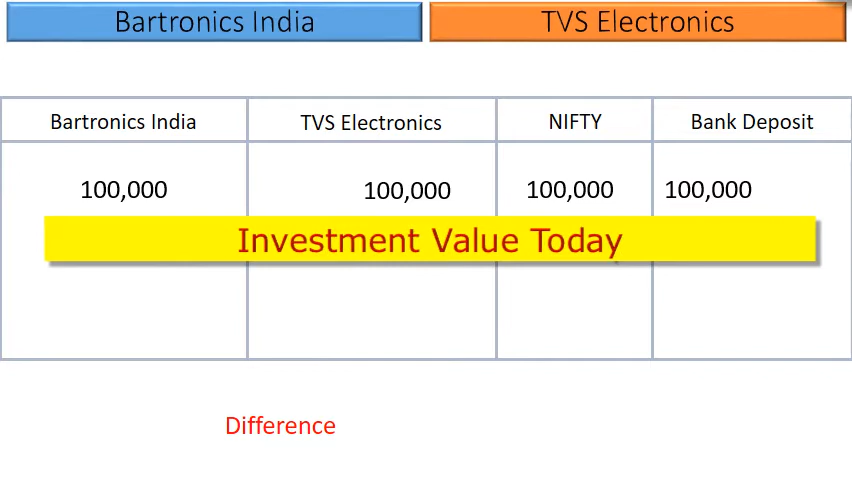 Bartronics India TVS Electronics
Bartronics India TVS Electronics NIFTY Bank Deposit
100,000 100,000 100,000 100,000
Investment Value Today
Difference